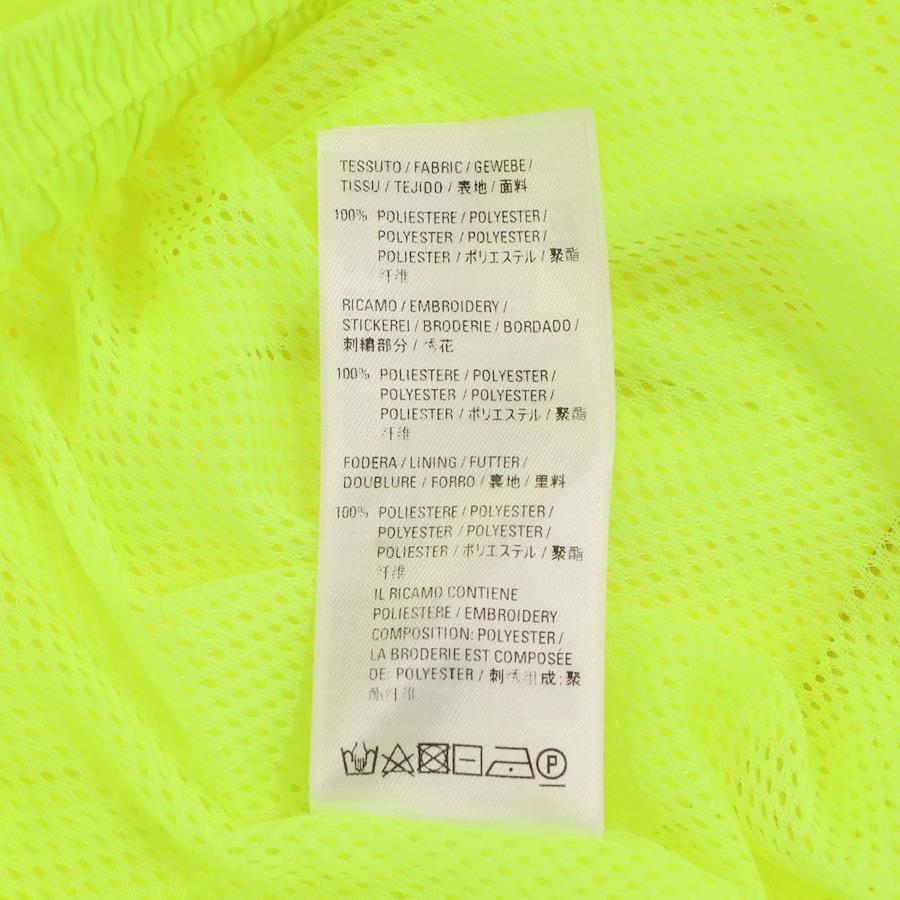 TESSUTO / FABRIC / GEWEBE /
TISSU / TEJIDO / 表地 / 面料
100% POLIESTERE / POLYESTER /
POLYESTER / POLYESTER /
POLIESTER / ポリエステル / 聚酯
纤维
RICAMO / EMBROIDERY /
STICKEREI / BRODERIE / BORDADO /
刺繍部分 / 绣花
100% POLIESTERE / POLYESTER /
POLYESTER / POLYESTER /
POLIESTER / ポリエステル / 聚酯
纤维
FODERA / LINING / FUTTER /
DOUBLURE / FORRO / 裏地 / 里料
100% POLIESTERE / POLYESTER /
POLYESTER / POLYESTER /
POLIESTER / ポリエステル / 聚酯
纤维
IL RICAMO CONTIENE
POLIESTERE / EMBROIDERY
COMPOSITION: POLYESTER /
LA BRODERIE EST COMPOSÉE
DE: POLYESTER / 刺绣组成: 聚
酯纤维
P